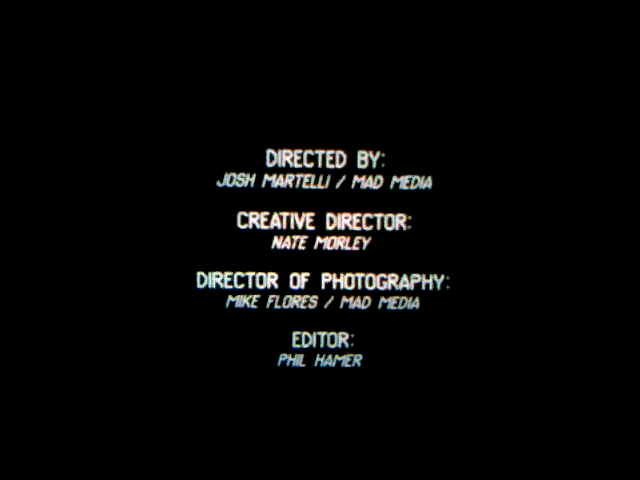 DIRECTED BY:
JOSH MARTELLI / MAD MEDIA
CREATIVE DIRECTOR:
NATE MORLEY
DIRECTOR OF PHOTOGRAPHY:
MIKE FLORES / MAD MEDIA
EDITOR:
PHIL HAMER